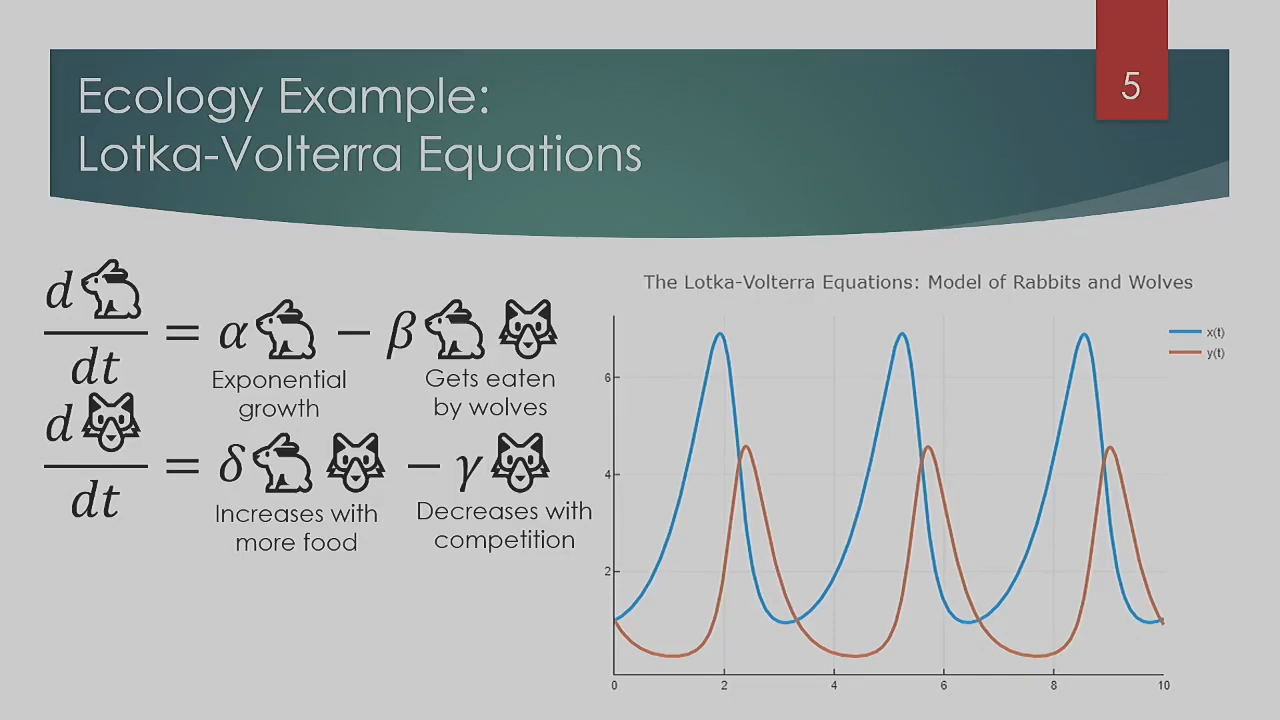 5
Ecology Example:
Lotka-Volterra Equations
d🐇/dt = α🐇 − β🐇🐺
Exponential
growth
Gets eaten
by wolves
d🐺/dt = δ🐇🐺 − γ🐺
Increases with
more food
Decreases with
competition
The Lotka-Volterra Equations: Model of Rabbits and Wolves
x(t)
y(t)
6
4
2
0 2 4 6 8 10